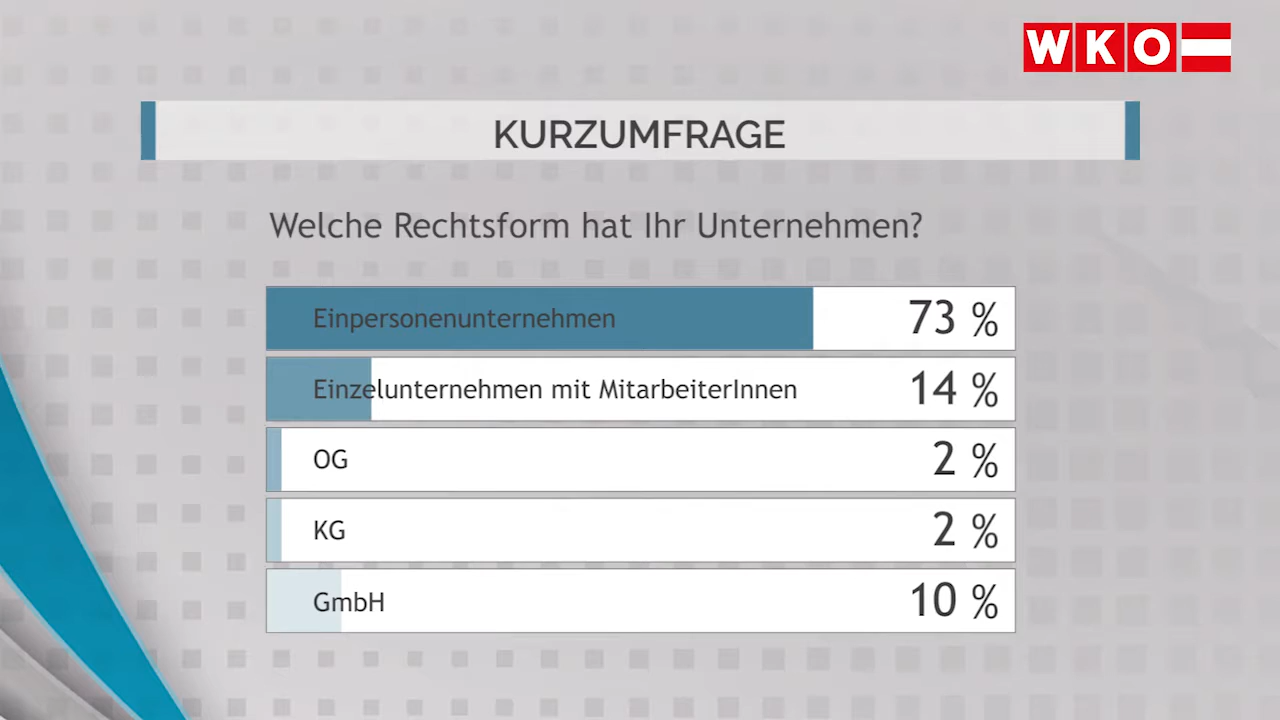 WKO
KURZUMFRAGE
Welche Rechtsform hat Ihr Unternehmen?
Einpersonenunternehmen 73 %
Einzelunternehmen mit MitarbeiterInnen 14 %
OG 2 %
KG 2 %
GmbH 10 %